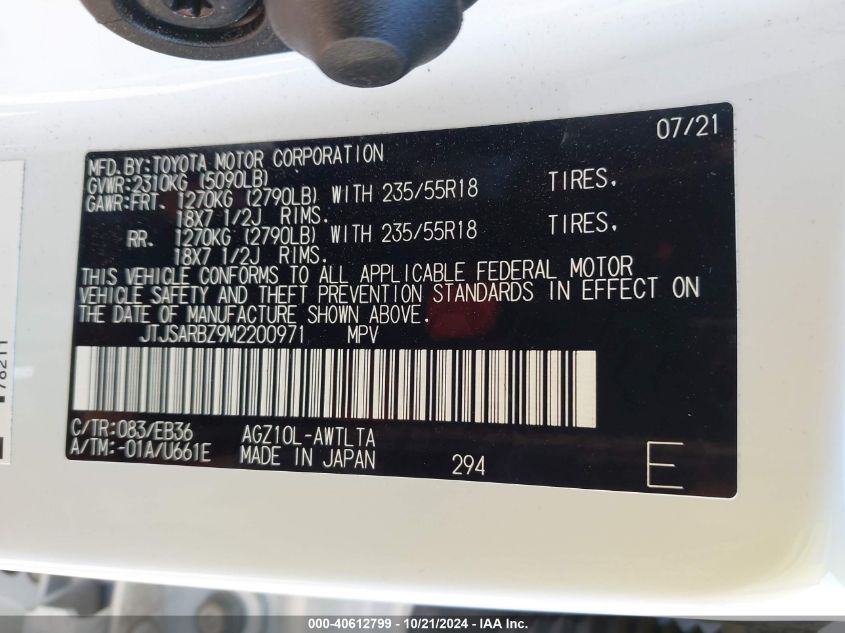 07/21
MFD.BY:TOYOTA MOTOR CORPORATION
GVWR:2310KG (5090LB)
GAWR:FRT. 1270KG (2790LB) WITH 235/55R18 TIRES,
18X7 1/2J RIMS.
RR. 1270KG (2790LB) WITH 235/55R18 TIRES,
18X7 1/2J RIMS.
THIS VEHICLE CONFORMS TO ALL APPLICABLE FEDERAL MOTOR
VEHICLE SAFETY AND THEFT PREVENTION STANDARDS IN EFFECT ON
THE DATE OF MANUFACTURE SHOWN ABOVE.
JTJSARBZ9M2200971 MPV
C/TR:083/EB36 AGZ10L-AWTLTA
A/TM:-01A/U661E MADE IN JAPAN 294 E
000-40612799 - 10/21/2024 - IAA Inc.